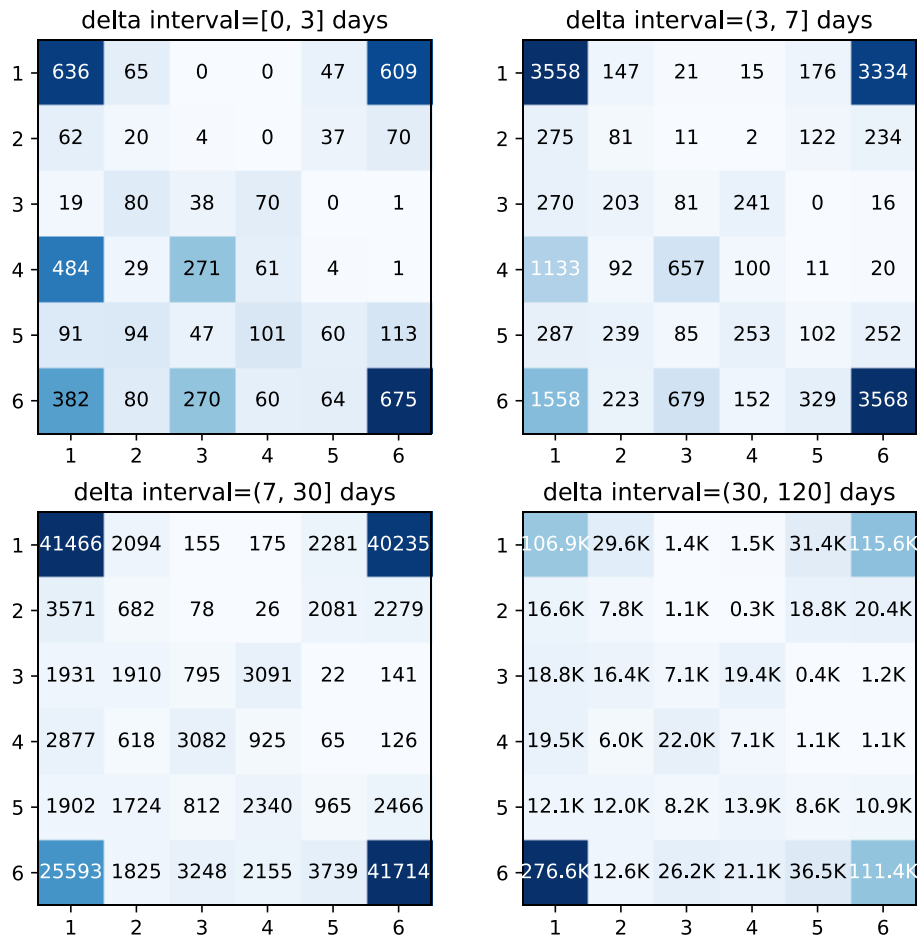 delta interval=[0, 3] days
delta interval=(3, 7] days
1 636 65 0 0 47 609
1 3558 147 21 15 176 3334
2 62 20 4 0 37 70
2 275 81 11 2 122 234
3 19 80 38 70 0 1
3 270 203 81 241 0 16
4 484 29 271 61 4 1
4 1133 92 657 100 11 20
5 91 94 47 101 60 113
5 287 239 85 253 102 252
6 382 80 270 60 64 675
6 1558 223 679 152 329 3568
1 2 3 4 5 6
1 2 3 4 5 6
delta interval=(7, 30] days
delta interval=(30, 120] days
1 41466 2094 155 175 2281 40235
1 106.9K 29.6K 1.4K 1.5K 31.4K 115.6K
2 3571 682 78 26 2081 2279
2 16.6K 7.8K 1.1K 0.3K 18.8K 20.4K
3 1931 1910 795 3091 22 141
3 18.8K 16.4K 7.1K 19.4K 0.4K 1.2K
4 2877 618 3082 925 65 126
4 19.5K 6.0K 22.0K 7.1K 1.1K 1.1K
5 1902 1724 812 2340 965 2466
5 12.1K 12.0K 8.2K 13.9K 8.6K 10.9K
6 25593 1825 3248 2155 3739 41714
6 276.6K 12.6K 26.2K 21.1K 36.5K 111.4K
1 2 3 4 5 6
1 2 3 4 5 6